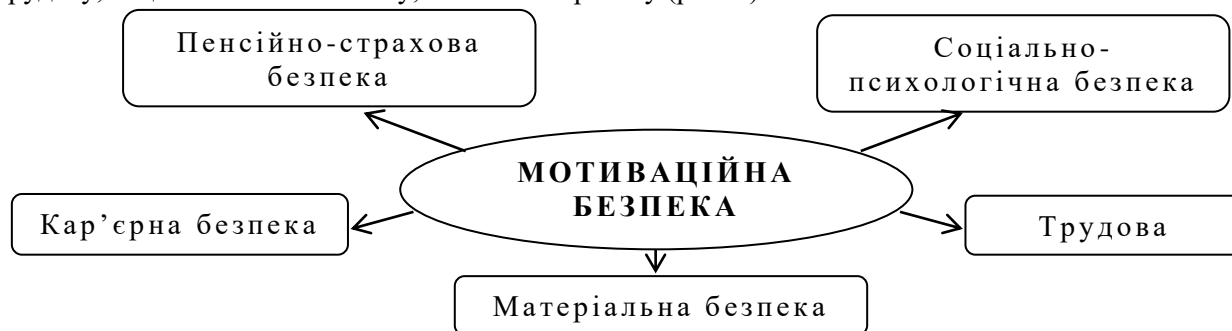 Пенсійно-страхова
безпека
Соціально-
психологічна безпека
МОТИВАЦІЙНА
БЕЗПЕКА
Кар’єрна безпека
Трудова
Матеріальна безпека